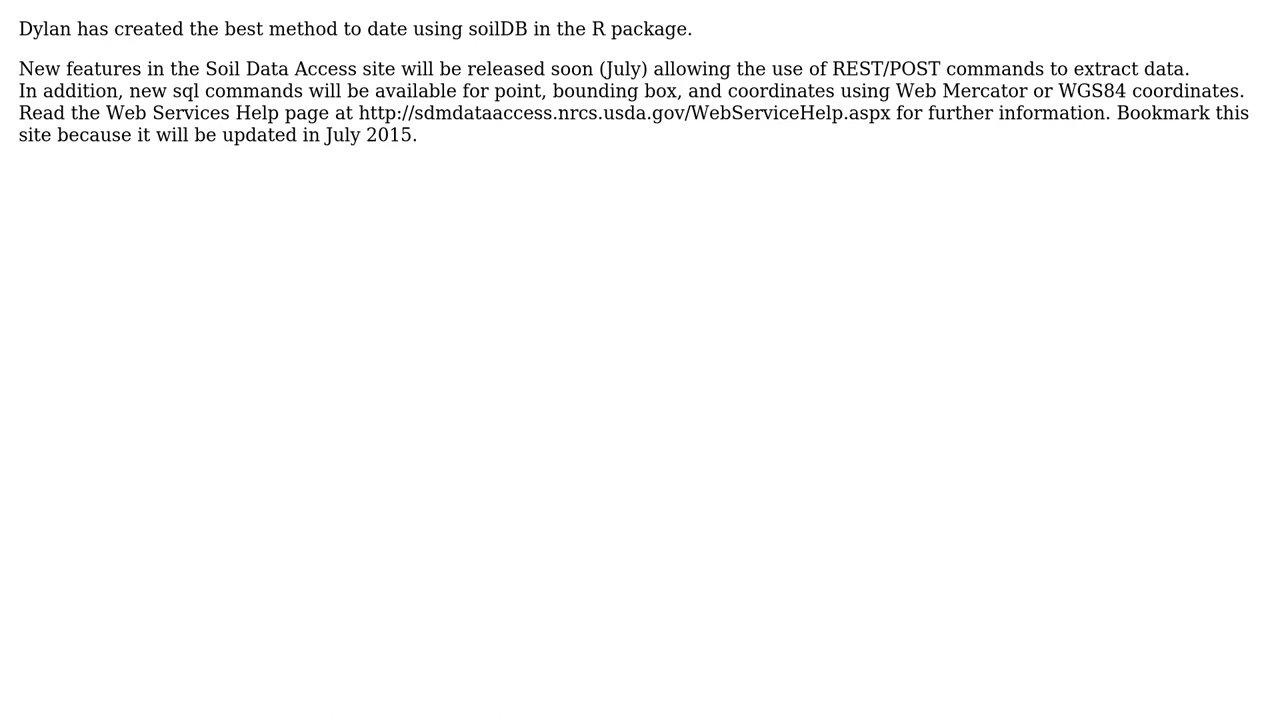 Dylan has created the best method to date using soilDB in the R package.
New features in the Soil Data Access site will be released soon (July) allowing the use of REST/POST commands to extract data.
In addition, new sql commands will be available for point, bounding box, and coordinates using Web Mercator or WGS84 coordinates.
Read the Web Services Help page at http://sdmdataaccess.nrcs.usda.gov/WebServiceHelp.aspx for further information. Bookmark this
site because it will be updated in July 2015.